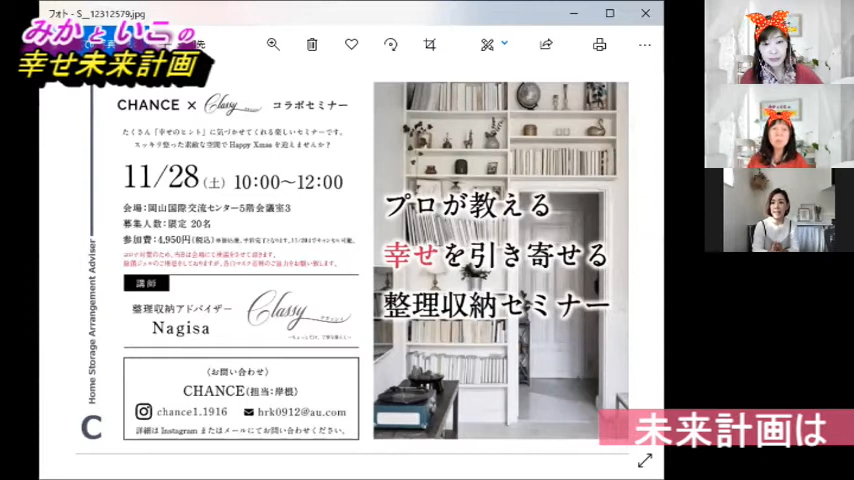 フォト - S__12312579.jpg
みかといこの
幸せ未来計画
CHANCE × Classy コラボセミナー
たくさん「幸せのヒント」に気づかせてくれる楽しいセミナーです。
スッキリ整った素敵な空間でHappy Xmasを迎えませんか？
11/28（土）10:00～12:00
会場：岡山国際交流センター5階会議室3
募集人数：限定 20名
参加費：4,950円（税込）
講師
整理収納アドバイザー
Nagisa
Classy
〈お問い合わせ〉
CHANCE（担当：岸根）
chance1.1916 hrk0912@au.com
詳細は Instagram またはメールにてお問い合わせください。
Home Storage Arrangement Adviser
C
プロが教える
幸せを引き寄せる
整理収納セミナー
未来計画は